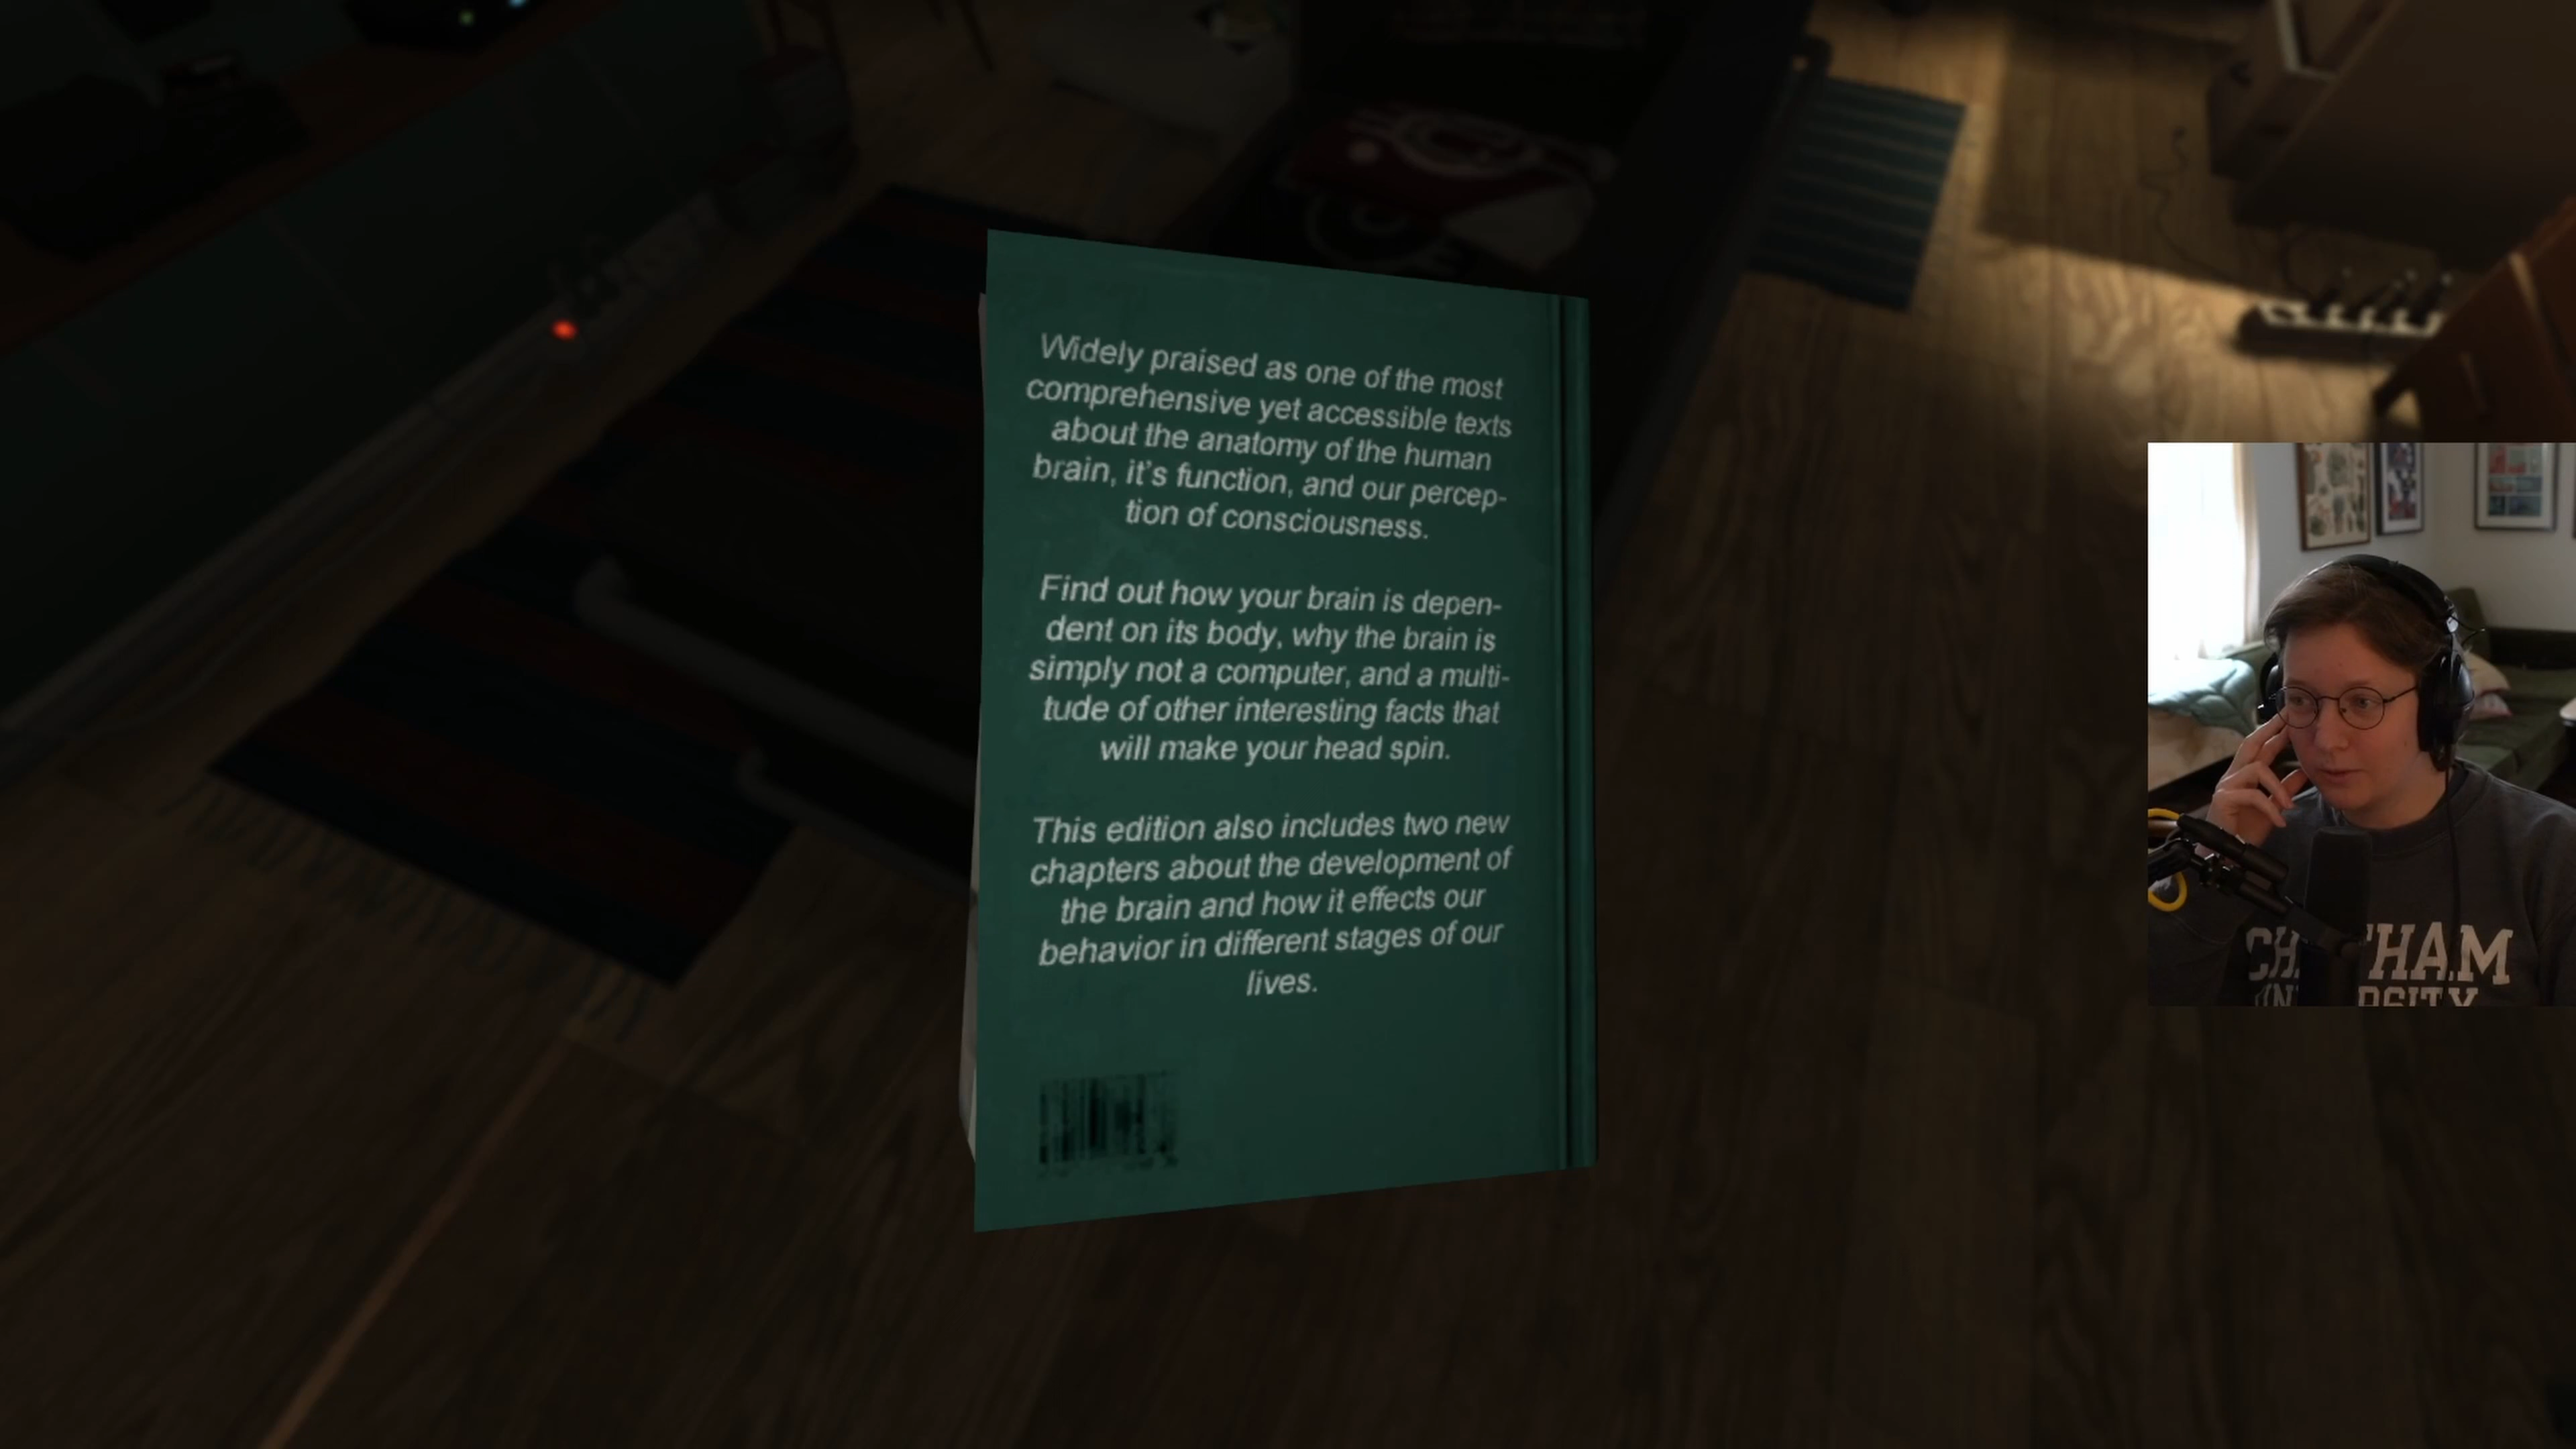 Widely praised as one of the most
comprehensive yet accessible texts
about the anatomy of the human
brain, it's function, and our percep-
tion of consciousness.
Find out how your brain is depen-
dent on its body, why the brain is
simply not a computer, and a multi-
tude of other interesting facts that
will make your head spin.
This edition also includes two new
chapters about the development of
the brain and how it effects our
behavior in different stages of our
lives.